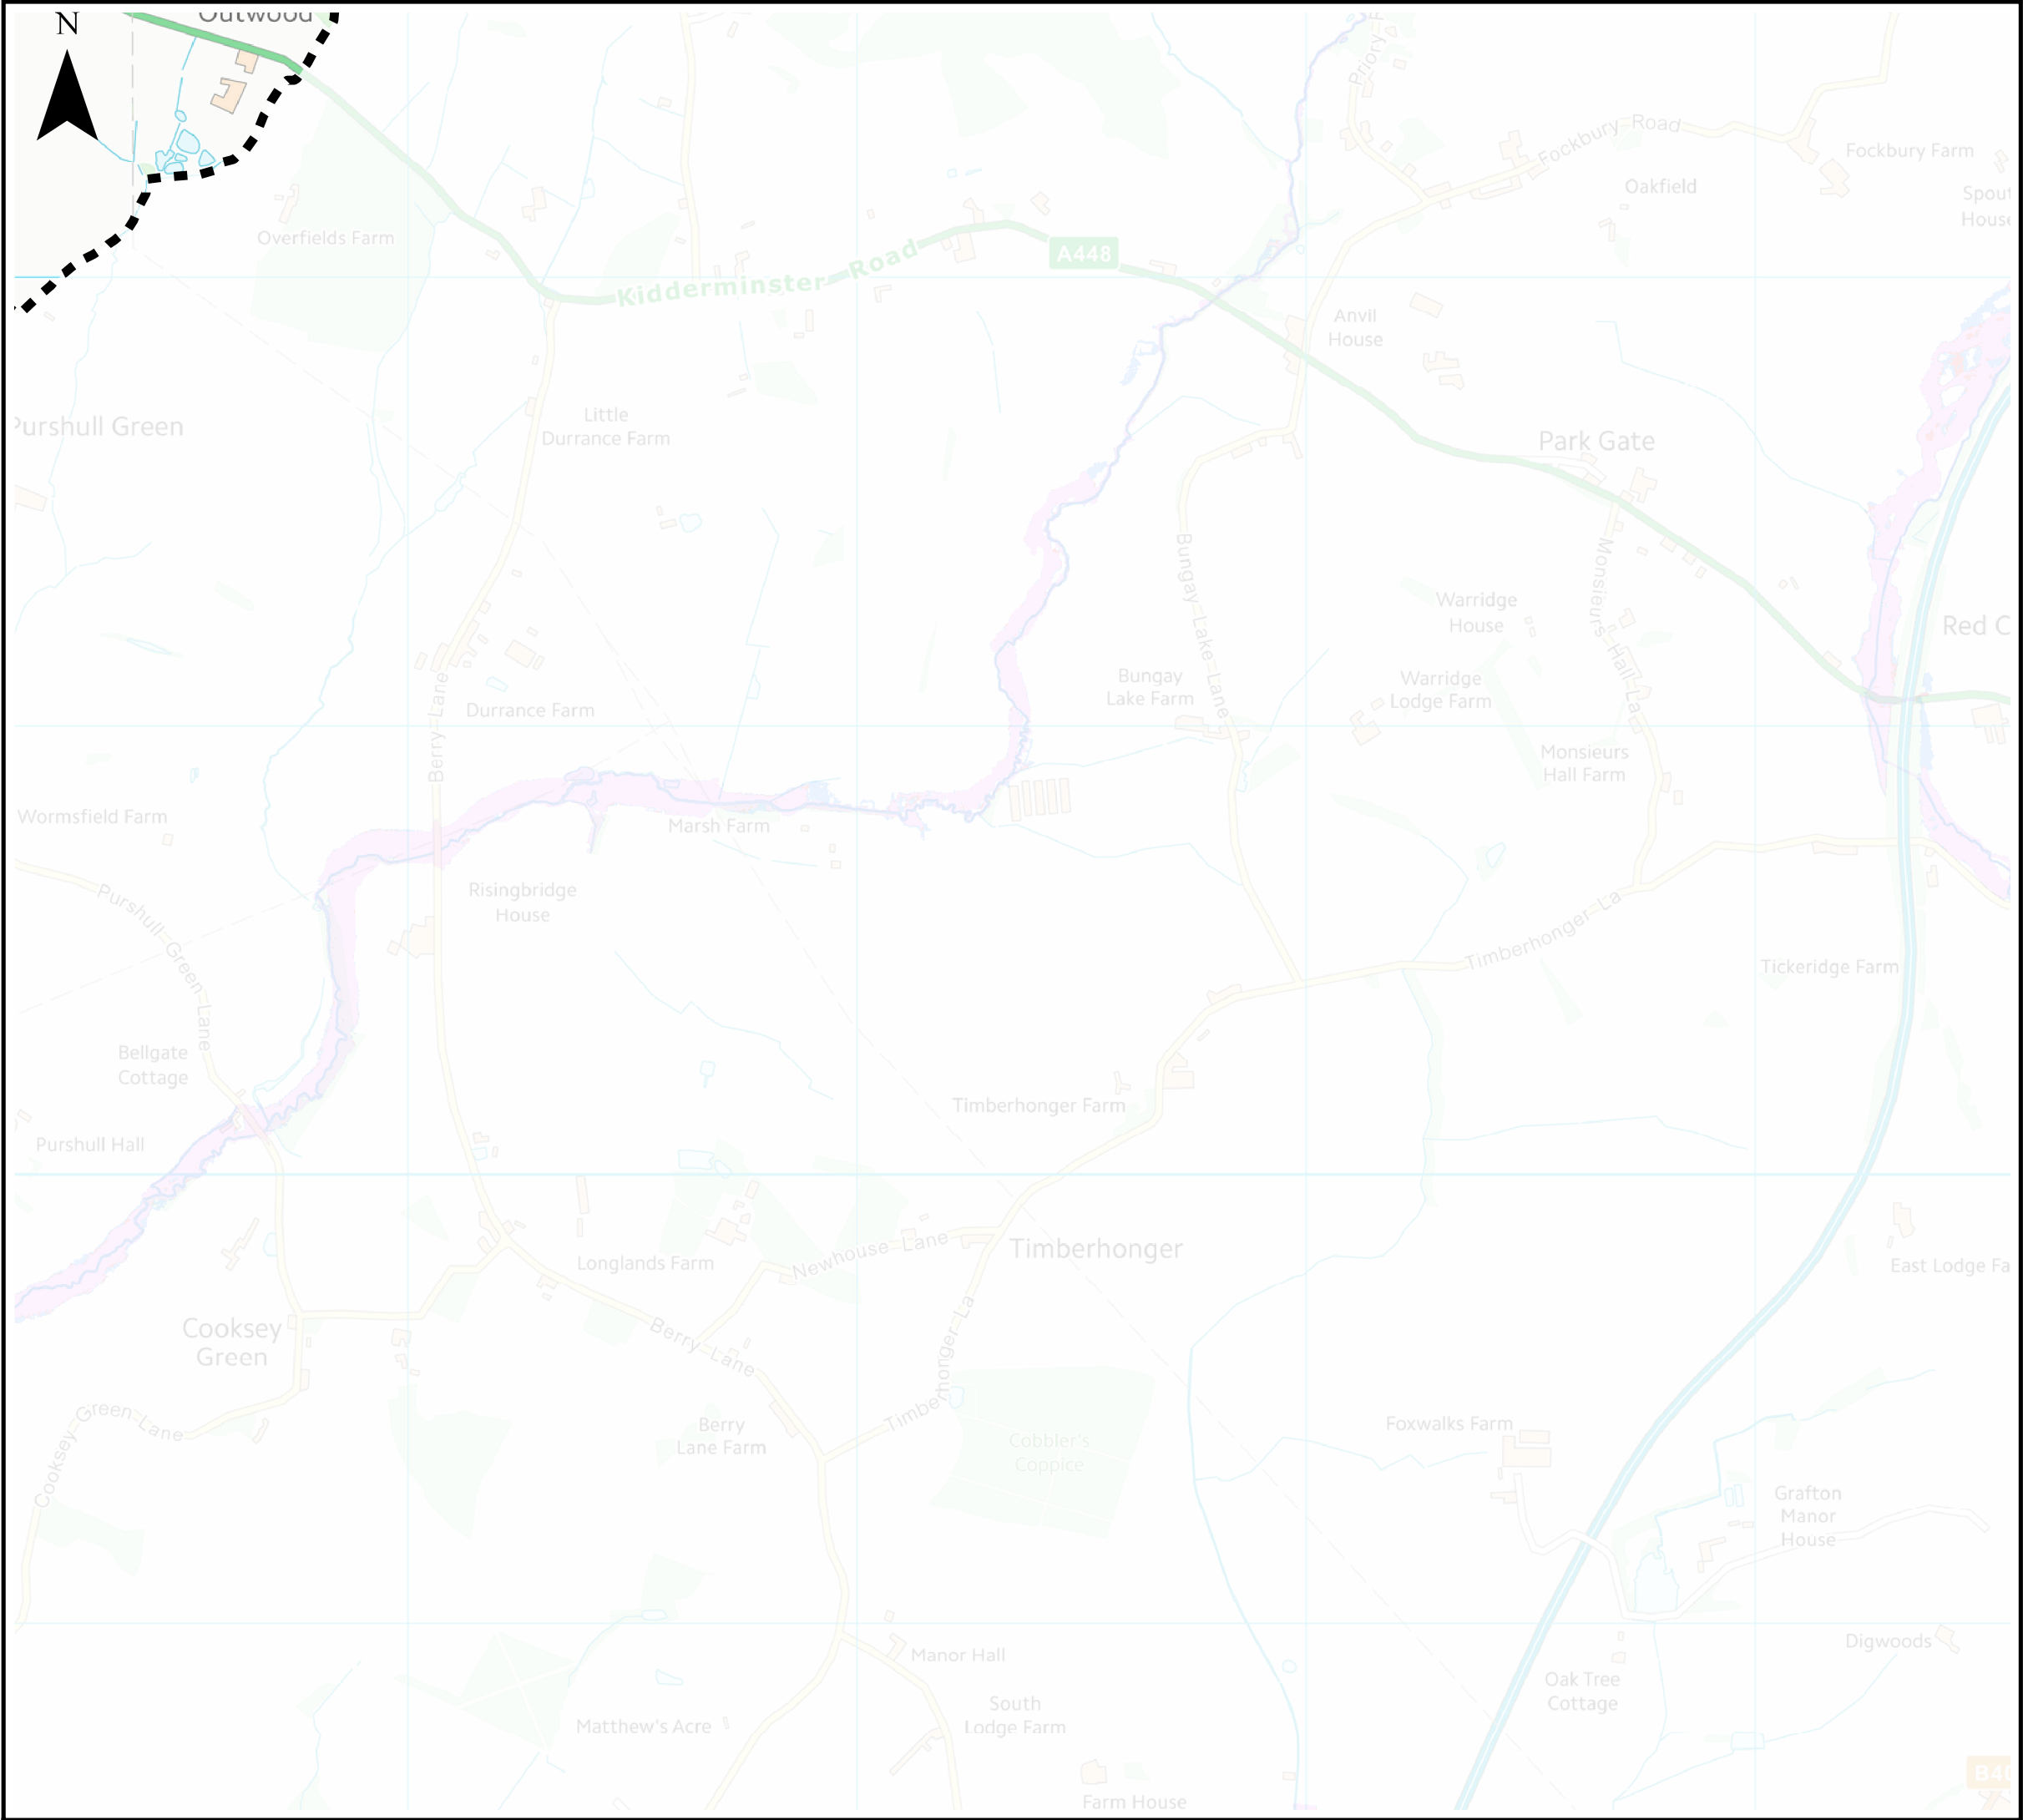 Outwood
N
Priory
Fockbury Road
Fockbury Farm
Oakfield
Spout
House
Overfields Farm
Kidderminster Road
A448
Anvil
House
Little
Durrance Farm
Purshull Green
Park Gate
Bungay Lake Lane
Monsieurs Hall La
Warridge
House
Red C
Bungay
Lake Farm
Warridge
Lodge Farm
Berry Lane
Durrance Farm
Monsieurs
Hall Farm
Wormsfield Farm
Marsh Farm
Purshull Green Lane
Risingbridge
House
Timberhonger La
Tickeridge Farm
Bellgate
Cottage
Timberhonger Farm
Purshull Hall
Newhouse Lane
Timberhonger
Longlands Farm
East Lodge Fa
Cooksey
Green
Berry Lane
Timberhonger La
Cooksey Green Lane
Berry
Lane Farm
Cobbler's
Coppice
Foxwalks Farm
Grafton
Manor
House
Manor Hall
Digwoods
Oak Tree
Cottage
South
Lodge Farm
Matthew's Acre
B40
Farm House